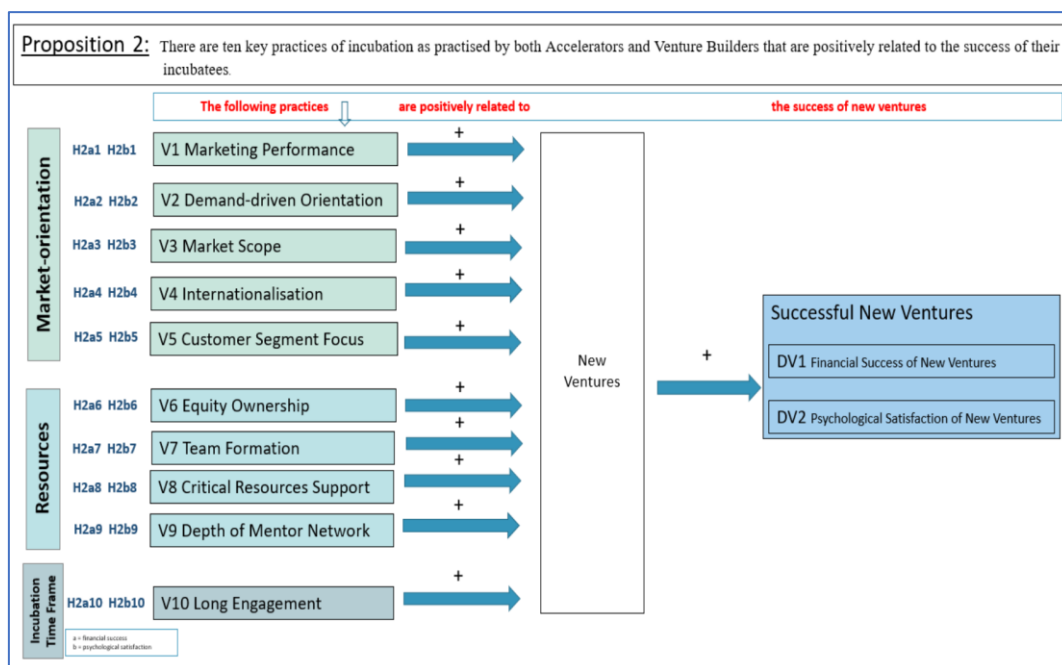 Proposition 2: There are ten key practices of incubation as practised by both Accelerators and Venture Builders that are positively related to the success of their
incubatees.
The following practices are positively related to the success of new ventures
Market-orientation
H2a1 H2b1 V1 Marketing Performance +
H2a2 H2b2 V2 Demand-driven Orientation +
H2a3 H2b3 V3 Market Scope +
H2a4 H2b4 V4 Internationalisation +
H2a5 H2b5 V5 Customer Segment Focus +
Resources
H2a6 H2b6 V6 Equity Ownership +
H2a7 H2b7 V7 Team Formation +
H2a8 H2b8 V8 Critical Resources Support +
H2a9 H2b9 V9 Depth of Mentor Network +
Incubation
Time Frame
H2a10 H2b10 V10 Long Engagement +
a = financial success
b = psychological satisfaction
New
Ventures
+
Successful New Ventures
DV1 Financial Success of New Ventures
DV2 Psychological Satisfaction of New Ventures